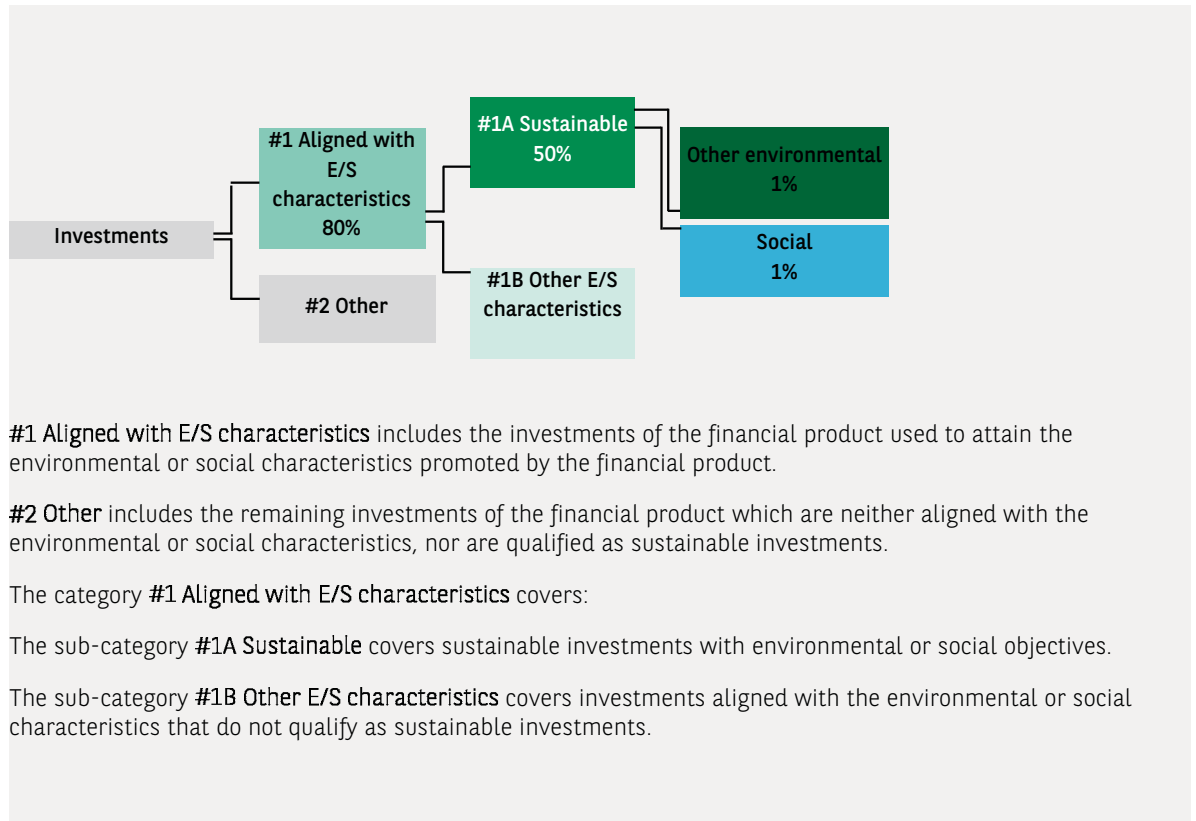 #1A Sustainable
50%
#1 Aligned with
E/S
characteristics
80%
Other environmental
1%
Investments
Social
1%
#1B Other E/S
characteristics
#2 Other
#1 Aligned with E/S characteristics includes the investments of the financial product used to attain the
environmental or social characteristics promoted by the financial product.
#2 Other includes the remaining investments of the financial product which are neither aligned with the
environmental or social characteristics, nor are qualified as sustainable investments.
The category #1 Aligned with E/S characteristics covers:
The sub-category #1A Sustainable covers sustainable investments with environmental or social objectives.
The sub-category #1B Other E/S characteristics covers investments aligned with the environmental or social
characteristics that do not qualify as sustainable investments.